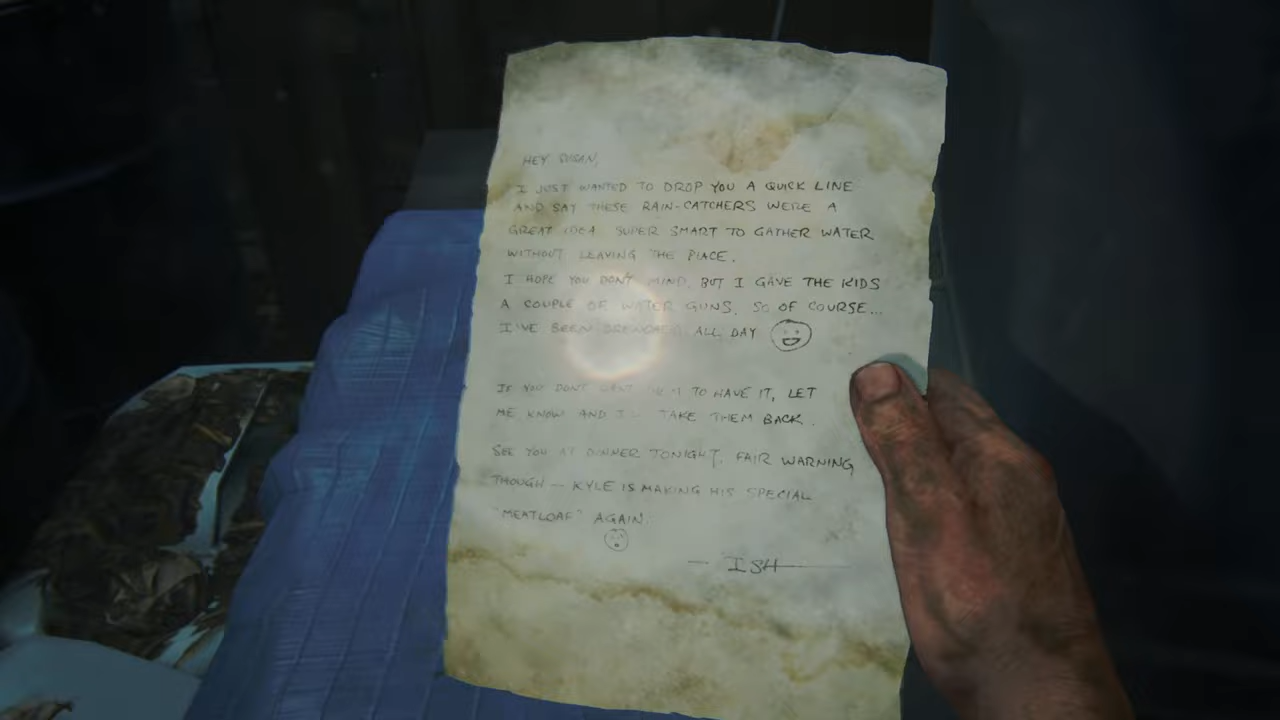 HEY SUSAN,
I JUST WANTED TO DROP YOU A QUICK LINE
AND SAY THESE RAIN-CATCHERS WERE A
GREAT IDEA. SUPER SMART TO GATHER WATER
WITHOUT LEAVING THE PLACE.
I HOPE YOU DON'T MIND, BUT I GAVE THE KIDS
A COUPLE OF WATER GUNS. SO OF COURSE...
I'VE BEEN DRENCHED ALL DAY
IF YOU DON'T WANT THEM TO HAVE IT, LET
ME KNOW AND I'LL TAKE THEM BACK.
SEE YOU AT DINNER TONIGHT. FAIR WARNING
THOUGH — KYLE IS MAKING HIS SPECIAL
"MEATLOAF" AGAIN.
— ISH